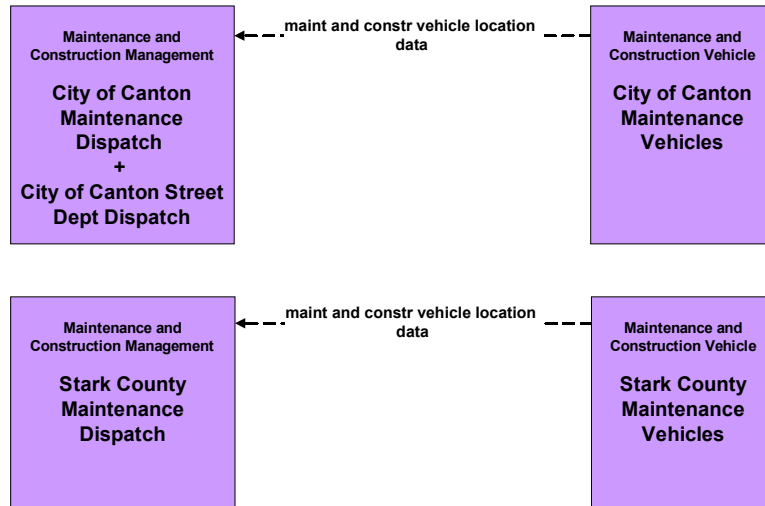 Maintenance and
Construction Management
City of Canton
Maintenance
Dispatch
+
City of Canton Street
Dept Dispatch
maint and constr vehicle location
data
Maintenance and
Construction Vehicle
City of Canton
Maintenance
Vehicles
Maintenance and
Construction Management
Stark County
Maintenance
Dispatch
maint and constr vehicle location
data
Maintenance and
Construction Vehicle
Stark County
Maintenance
Vehicles